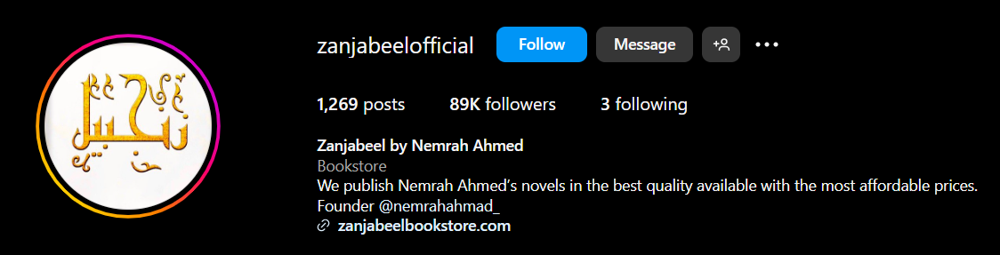 زنجبیل
zanjabeelofficial Follow Message
1,269 posts 89K followers 3 following
Zanjabeel by Nemrah Ahmed
Bookstore
We publish Nemrah Ahmed's novels in the best quality available with the most affordable prices.
Founder @nemrahahmad_
zanjabeelbookstore.com